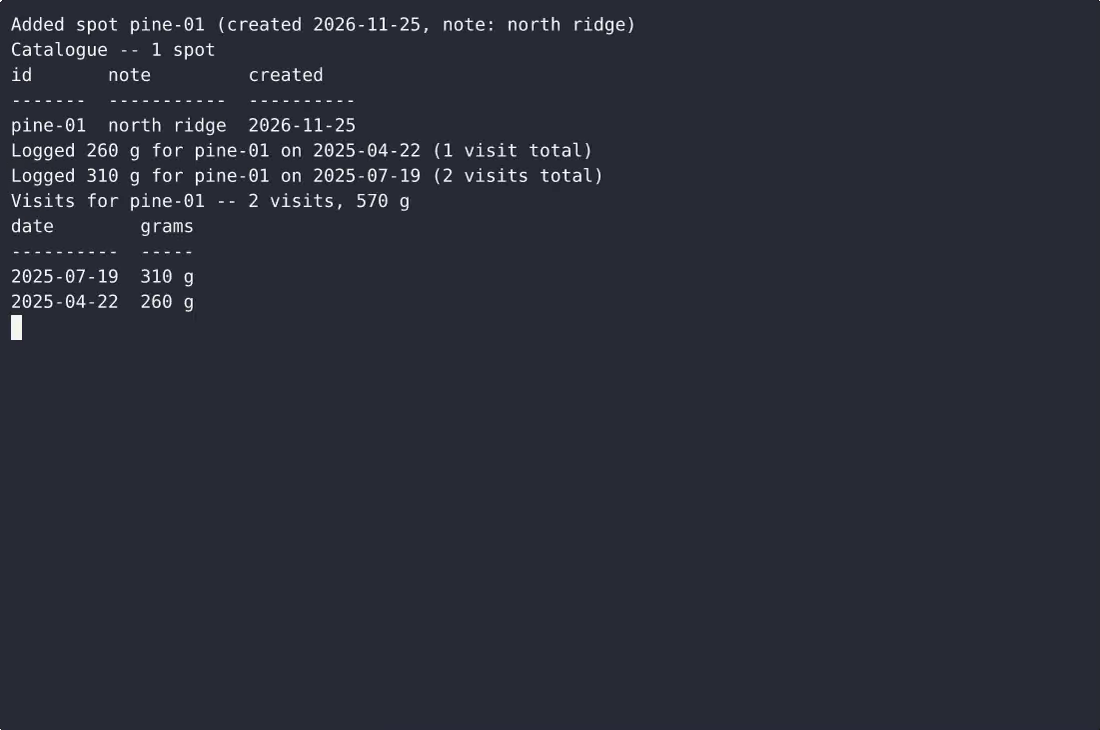 Added spot pine-01 (created 2026-11-25, note: north ridge)
Catalogue -- 1 spot
id       note         created
-------  -----------  ----------
pine-01  north ridge  2026-11-25
Logged 260 g for pine-01 on 2025-04-22 (1 visit total)
Logged 310 g for pine-01 on 2025-07-19 (2 visits total)
Visits for pine-01 -- 2 visits, 570 g
date        grams
----------  -----
2025-07-19  310 g
2025-04-22  260 g